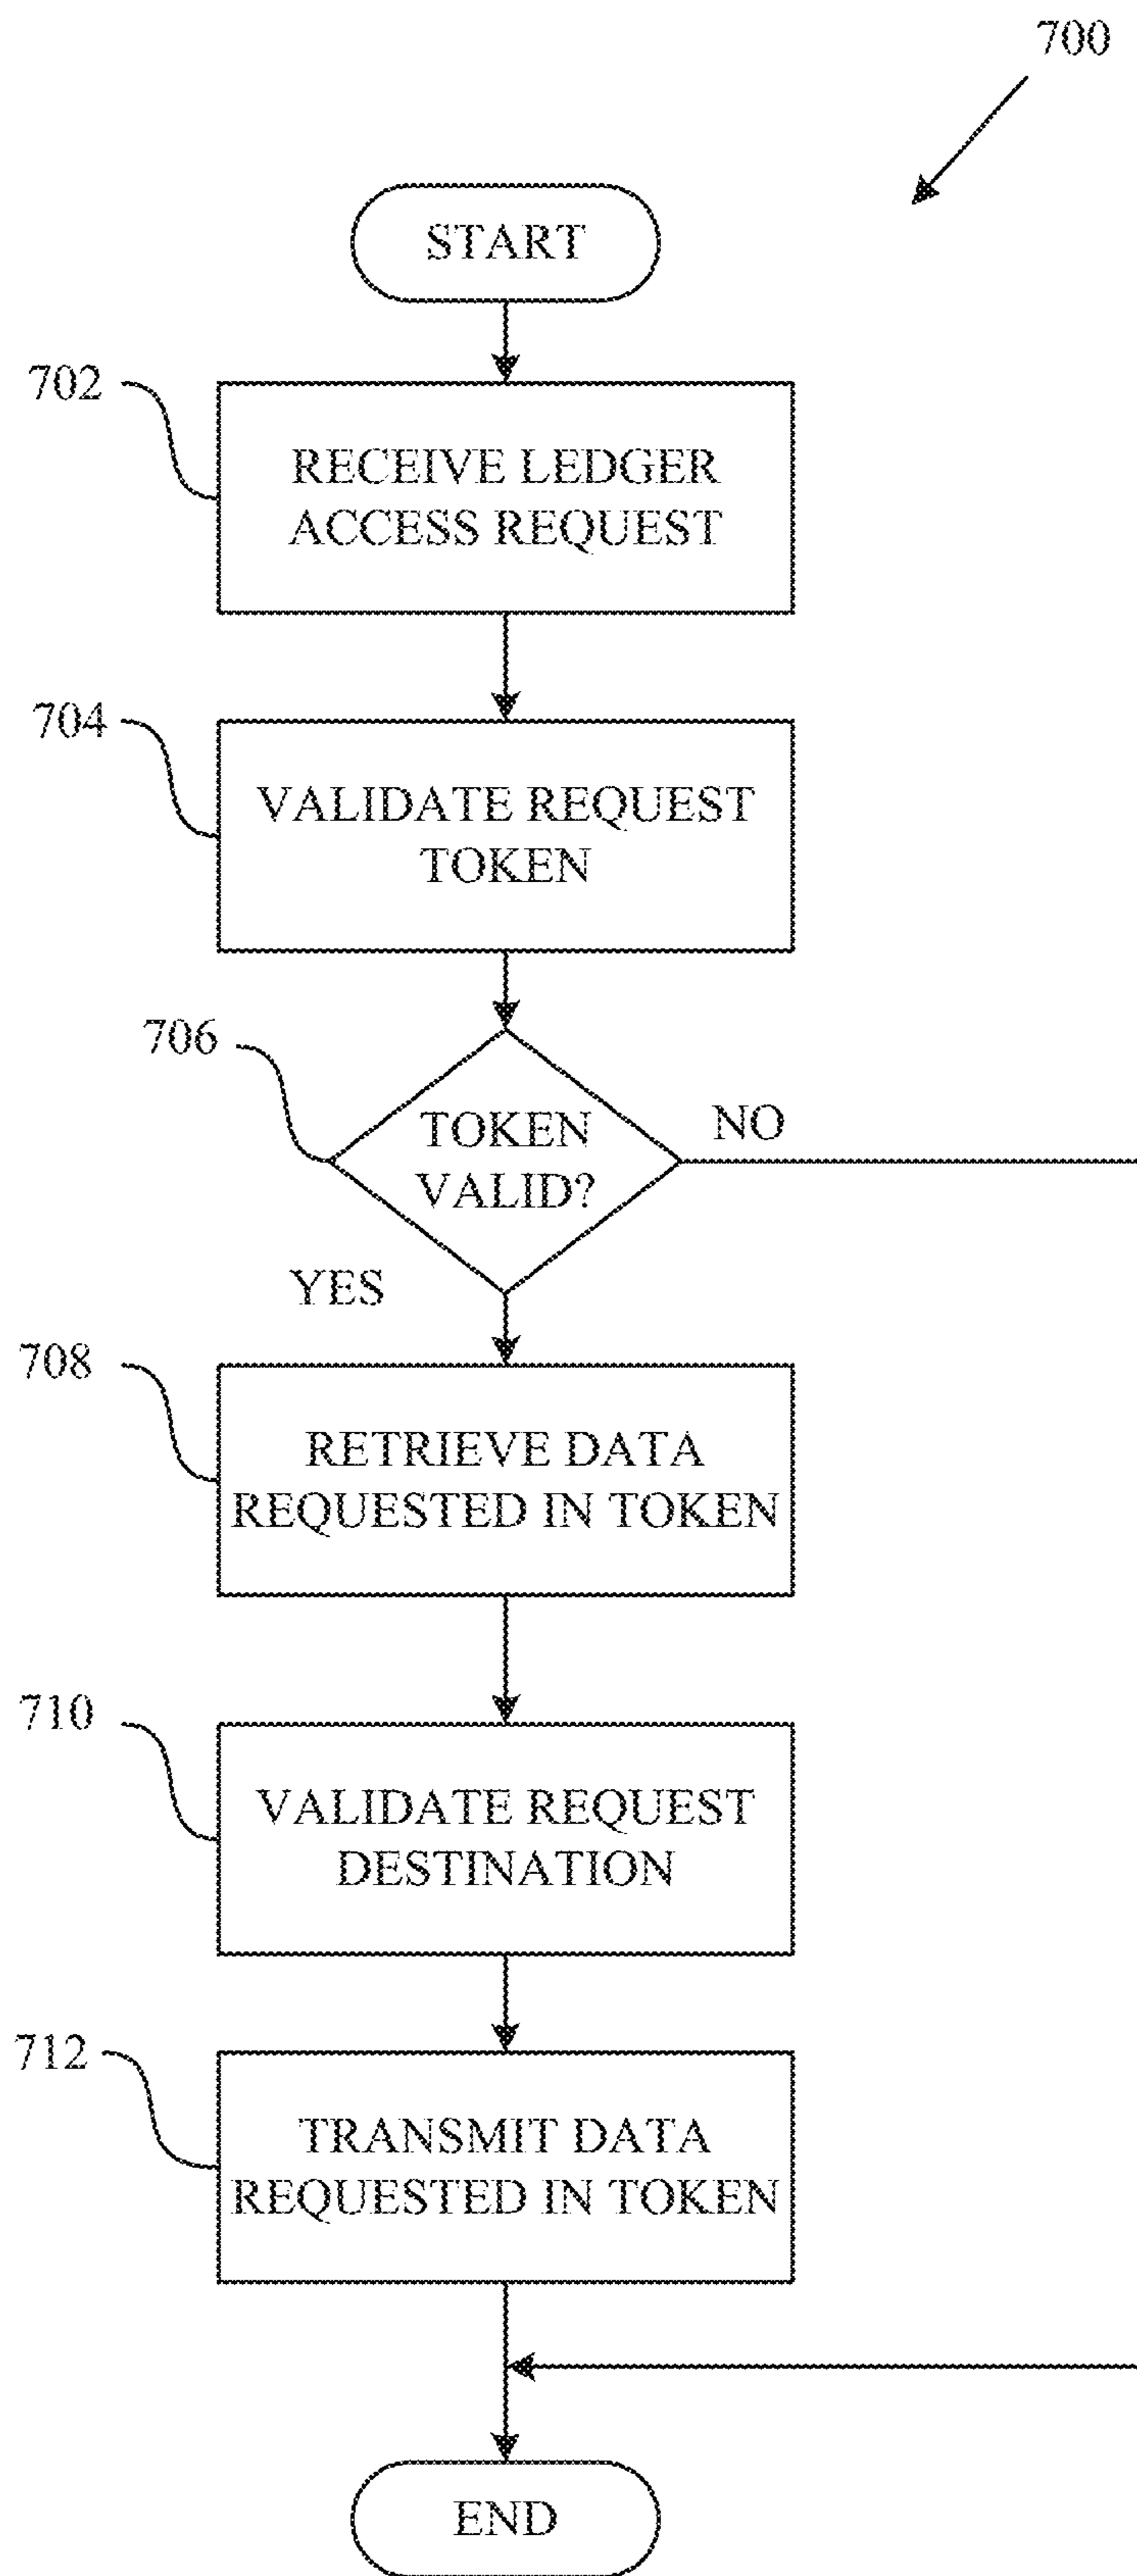 700
START
702
RECEIVE LEDGER
ACCESS REQUEST
704
VALIDATE REQUEST
TOKEN
706
TOKEN
VALID?
NO
YES
708
RETRIEVE DATA
REQUESTED IN TOKEN
710
VALIDATE REQUEST
DESTINATION
712
TRANSMIT DATA
REQUESTED IN TOKEN
END